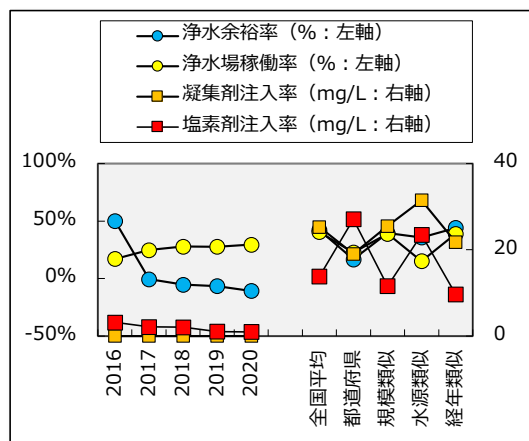 浄水余裕率（%：左軸）
浄水場稼働率（%：左軸）
凝集剤注入率（mg/L：右軸）
塩素剤注入率（mg/L：右軸）
100%
50%
0%
-50%
40
20
0
2016
2017
2018
2019
2020
全国平均
都道府県
規模類似
水源類似
経年類似